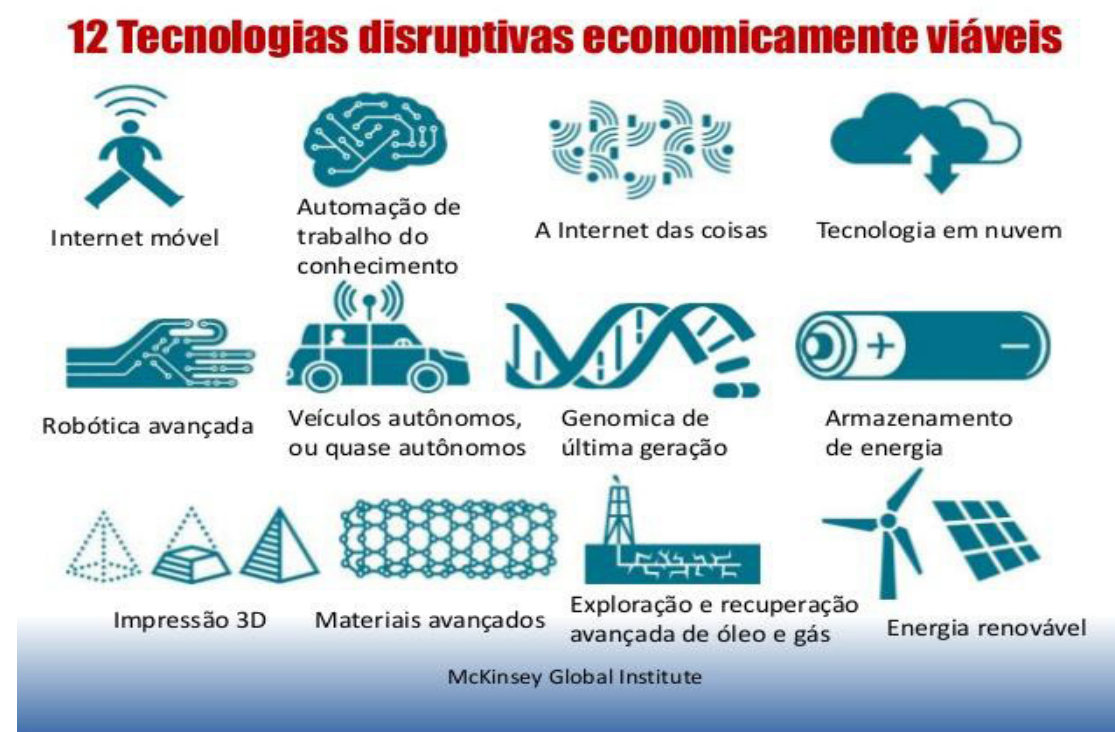 12 Tecnologias disruptivas economicamente viáveis
Internet móvel
Automação de
trabalho do
conhecimento
A Internet das coisas
Tecnologia em nuvem
Robótica avançada
Veículos autônomos,
ou quase autônomos
Genomica de
última geração
Armazenamento
de energia
Impressão 3D
Materiais avançados
Exploração e recuperação
avançada de óleo e gás
Energia renovável
McKinsey Global Institute